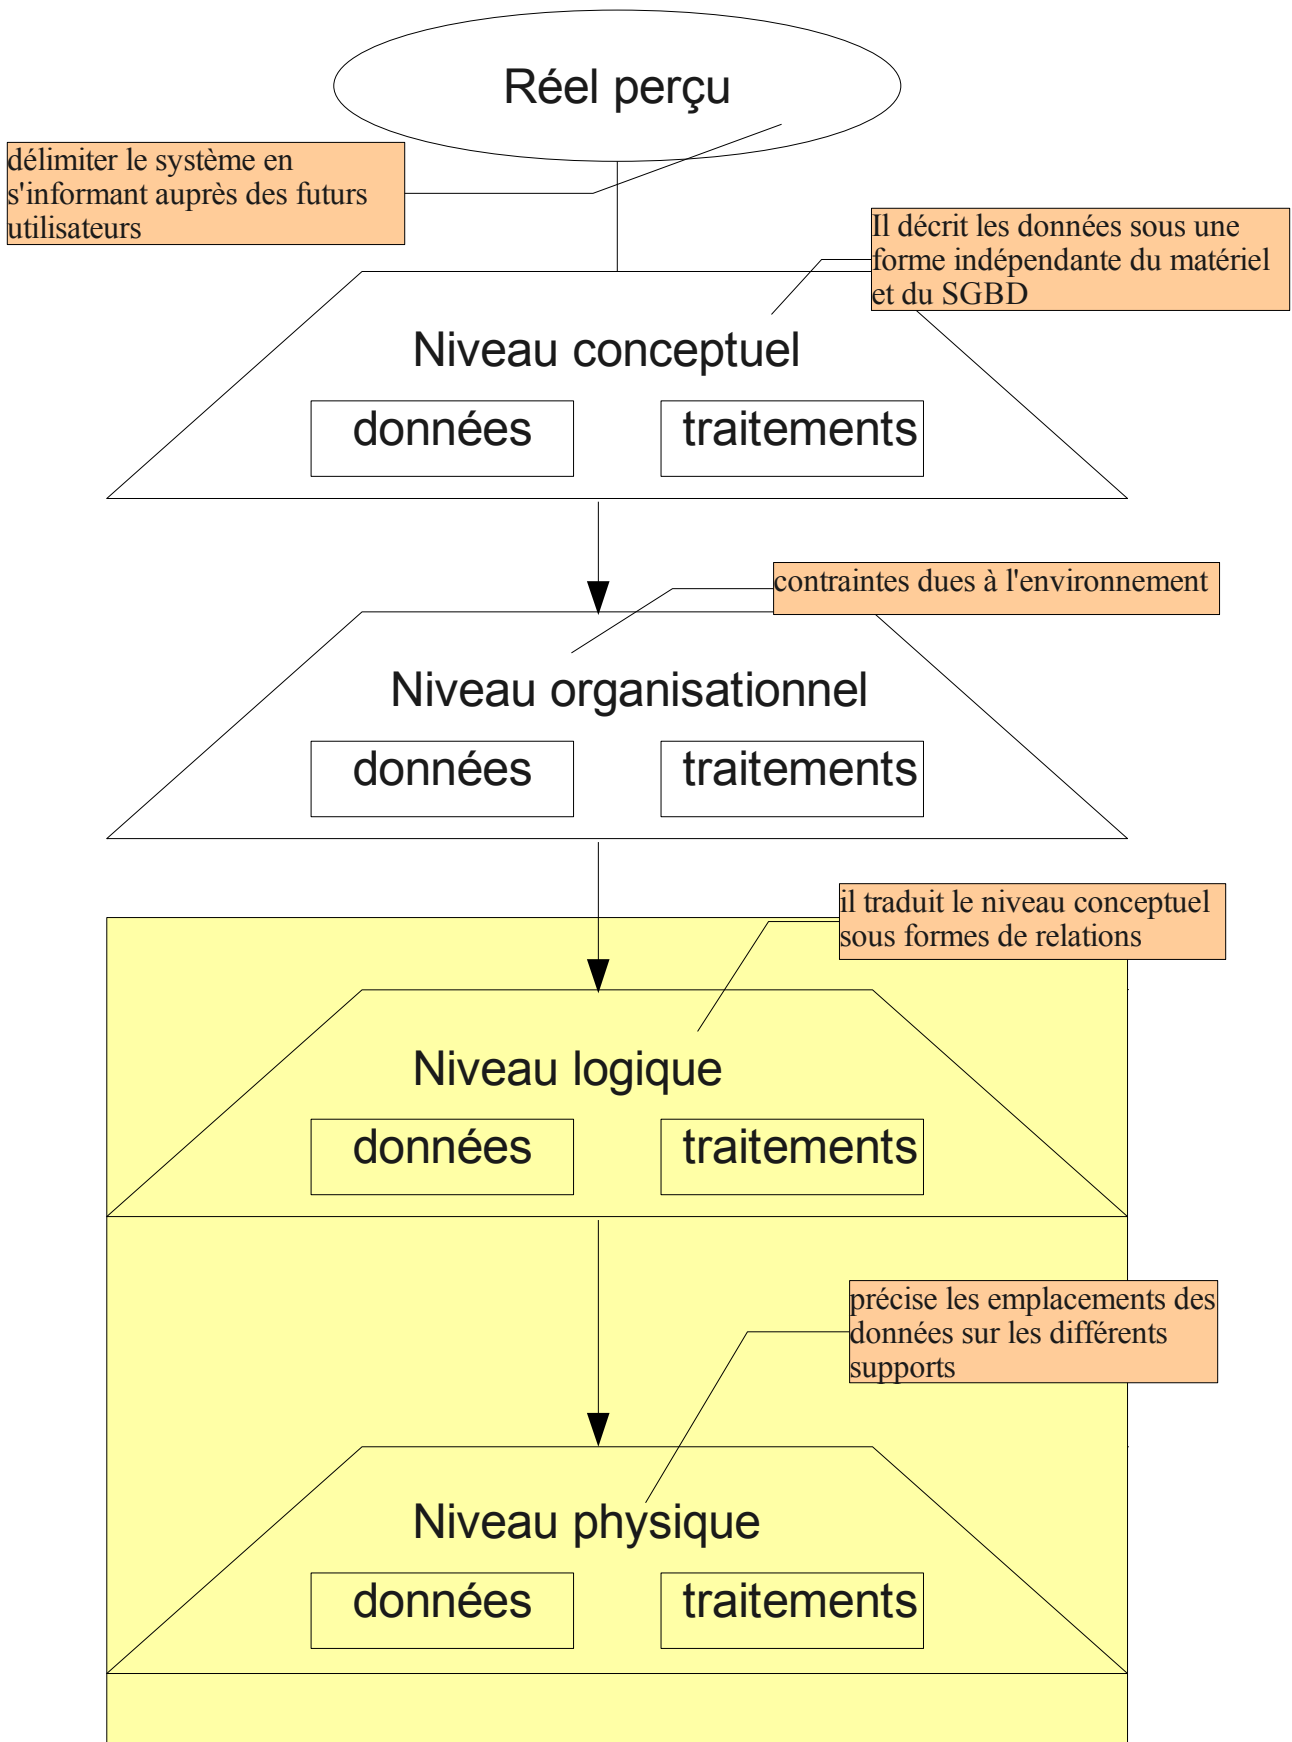 Réel perçu
délimiter le système en
s'informant auprès des futurs
utilisateurs
Il décrit les données sous une
forme indépendante du matériel
et du SGBD
Niveau conceptuel
données
traitements
contraintes dues à l'environnement
Niveau organisationnel
données
traitements
il traduit le niveau conceptuel
sous formes de relations
Niveau logique
données
traitements
précise les emplacements des
données sur les différents
supports
Niveau physique
données
traitements